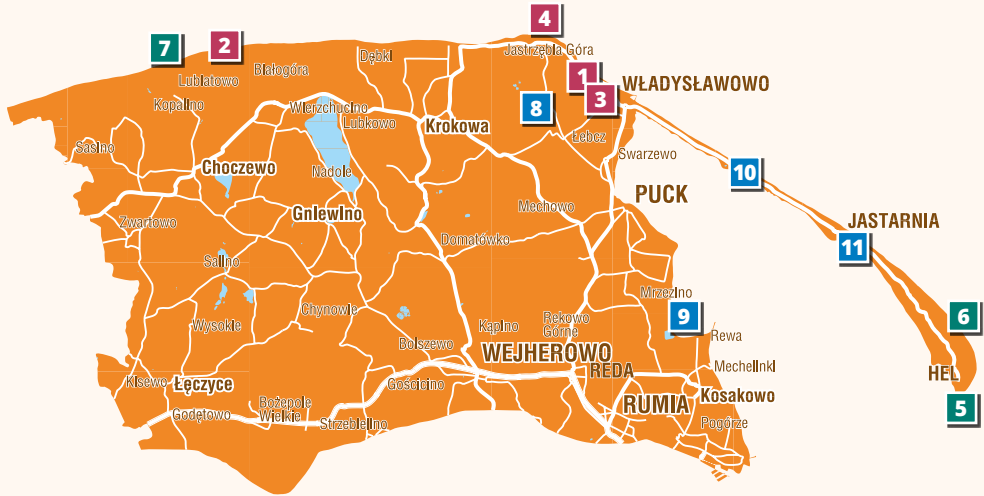 4
7
2
Jastrzębia Góra
Dębki
Białogóra
Lubiatowo
1
WŁADYSŁAWOWO
3
8
Kopalino
Wierzchucino
Lubkowo
Krokowa
Łebcz
Sasino
Swarzewo
Choczewo
Nadole
10
PUCK
Gniewino
Mechowo
Zwartowo
JASTARNIA
Domatówko
11
Salino
Mrzezino
Chynowie
9
6
Wysokie
Kąpino
Rekowo
Górne
Rewa
Bolszewo
WEJHEROWO
Mechelinki
REDA
HEL
Kisewo
Łęczyce
Gościcino
Kosakowo
Bożepole
Wielkie
RUMIA
5
Godętowo
Strzebielino
Pogórze